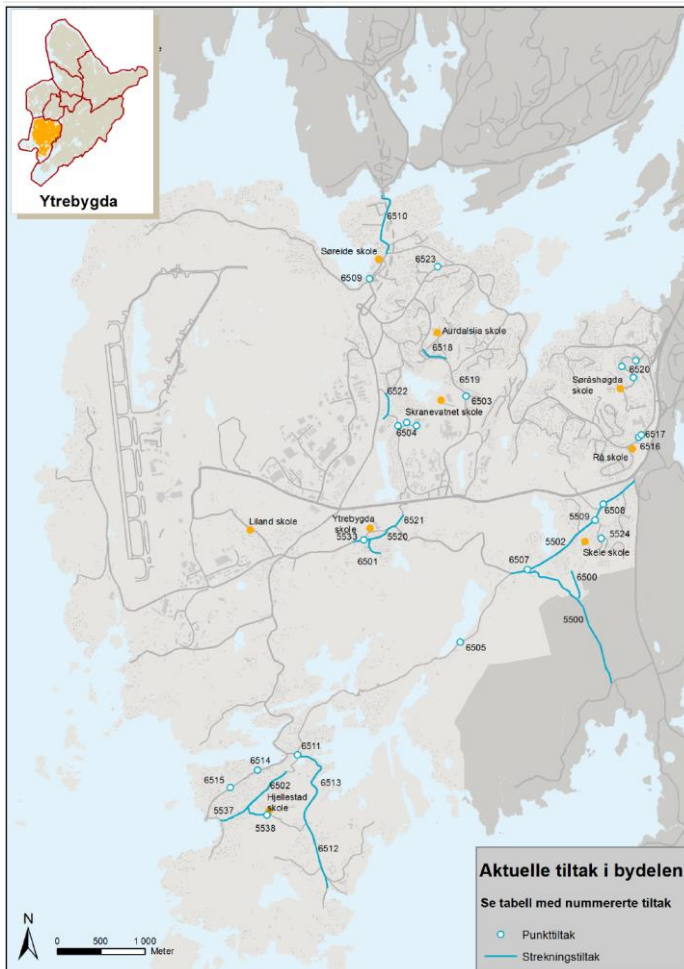 Ytrebygda
6510
Søreide skole
6509
6523
Aurdalslia skole
6518
6522
6519
6503
Skranevatnet skole
6504
6520
Søråshøgda
skole
6517
6516
Rå skole
Liland skole
Ytrebygda
skole
6521
5520
5533
6501
6508
5509
5502
5524
Skeie skole
6507
6500
5500
6505
6511
6514
6515
6513
6502
Hjellestad
skole
5537
5538
6512
N
0 500 1 000
Meter
Aktuelle tiltak i bydelen
Se tabell med nummererte tiltak
Punkttiltak
Strekningstiltak